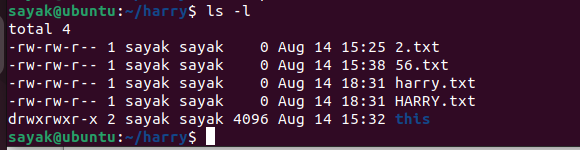 sayak@ubuntu:~/harry$ ls -l
total 4
-rw-rw-r-- 1 sayak sayak    0 Aug 14 15:25 2.txt
-rw-rw-r-- 1 sayak sayak    0 Aug 14 15:38 56.txt
-rw-rw-r-- 1 sayak sayak    0 Aug 14 18:31 harry.txt
-rw-rw-r-- 1 sayak sayak    0 Aug 14 18:31 HARRY.txt
drwxrwxr-x 2 sayak sayak 4096 Aug 14 15:32 this
sayak@ubuntu:~/harry$